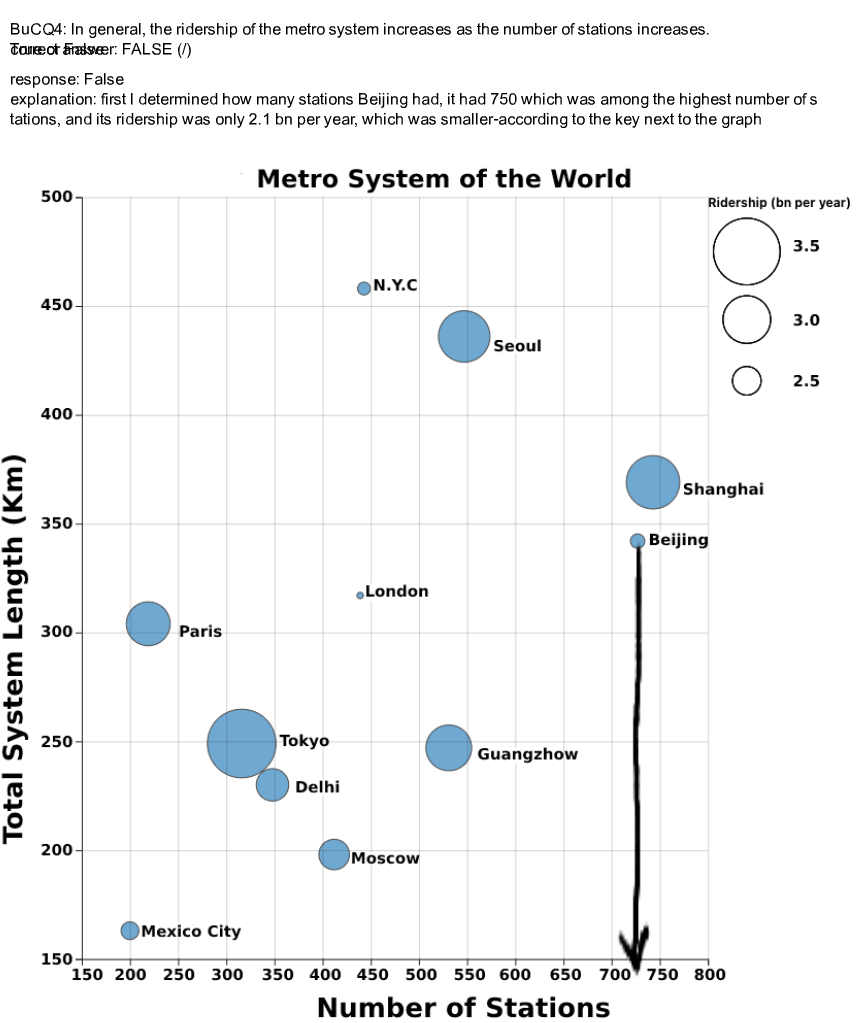 BuCQ4: In general, the ridership of the metro system increases as the number of stations increases.
True or False
correct answer: FALSE (/)
response: False
explanation: first I determined how many stations Beijing had, it had 750 which was among the highest number of s
tations, and its ridership was only 2.1 bn per year, which was smaller-according to the key next to the graph
Metro System of the World
Ridership (bn per year)
3.5
3.0
2.5
500
450
400
350
300
250
200
150
Total System Length (Km)
N.Y.C
Seoul
Shanghai
Beijing
London
Paris
Tokyo
Guangzhow
Delhi
Moscow
Mexico City
150 200 250 300 350 400 450 500 550 600 650 700 750 800
Number of Stations